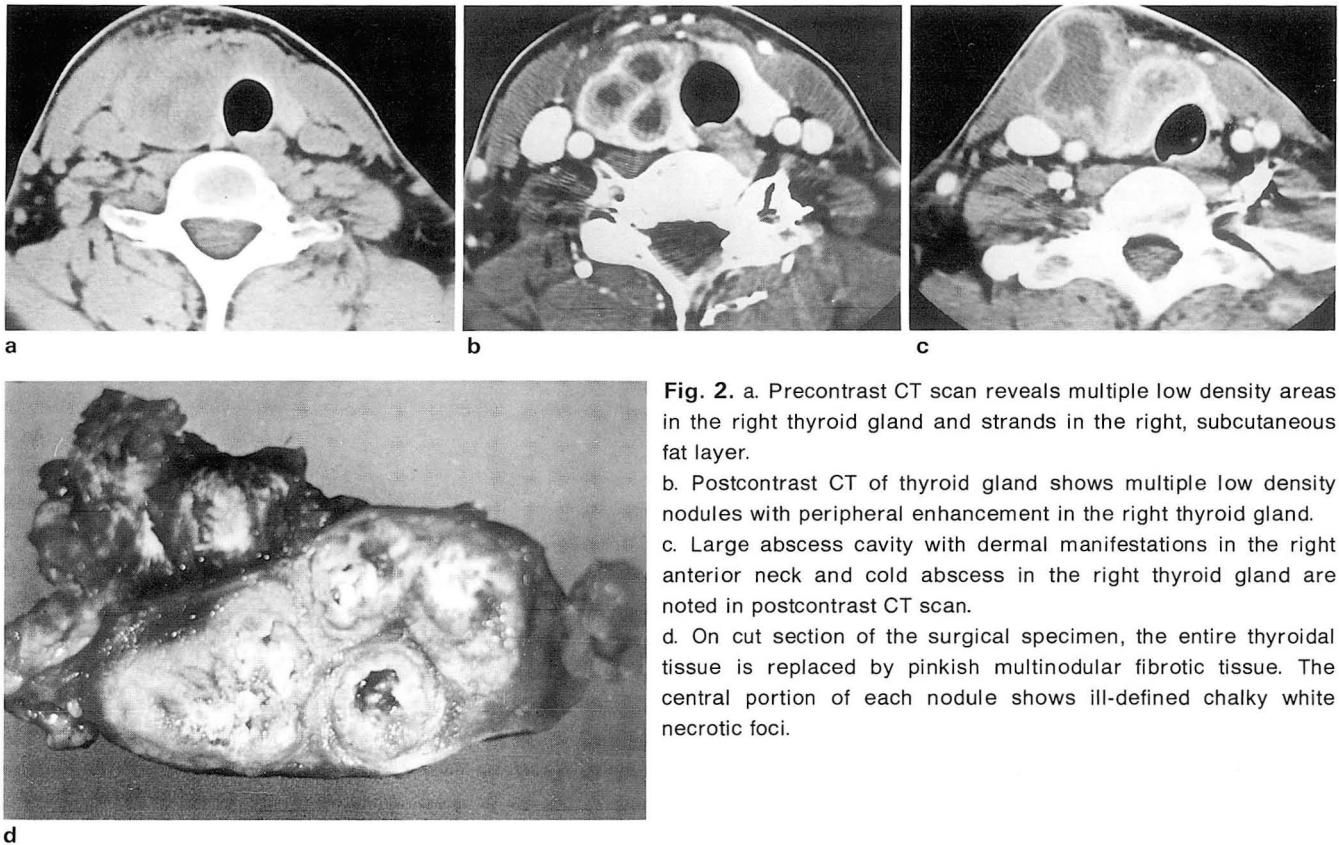 a
b
c
Fig. 2. a. Precontrast CT scan reveals multiple low density areas
in the right thyroid gland and strands in the right, subcutaneous
fat layer.
b. Postcontrast CT of thyroid gland shows multiple low density
nodules with peripheral enhancement in the right thyroid gland.
c. Large abscess cavity with dermal manifestations in the right
anterior neck and cold abscess in the right thyroid gland are
noted in postcontrast CT scan.
d. On cut section of the surgical specimen, the entire thyroidal
tissue is replaced by pinkish multinodular fibrotic tissue. The
central portion of each nodule shows ill-defined chalky white
necrotic foci.
d